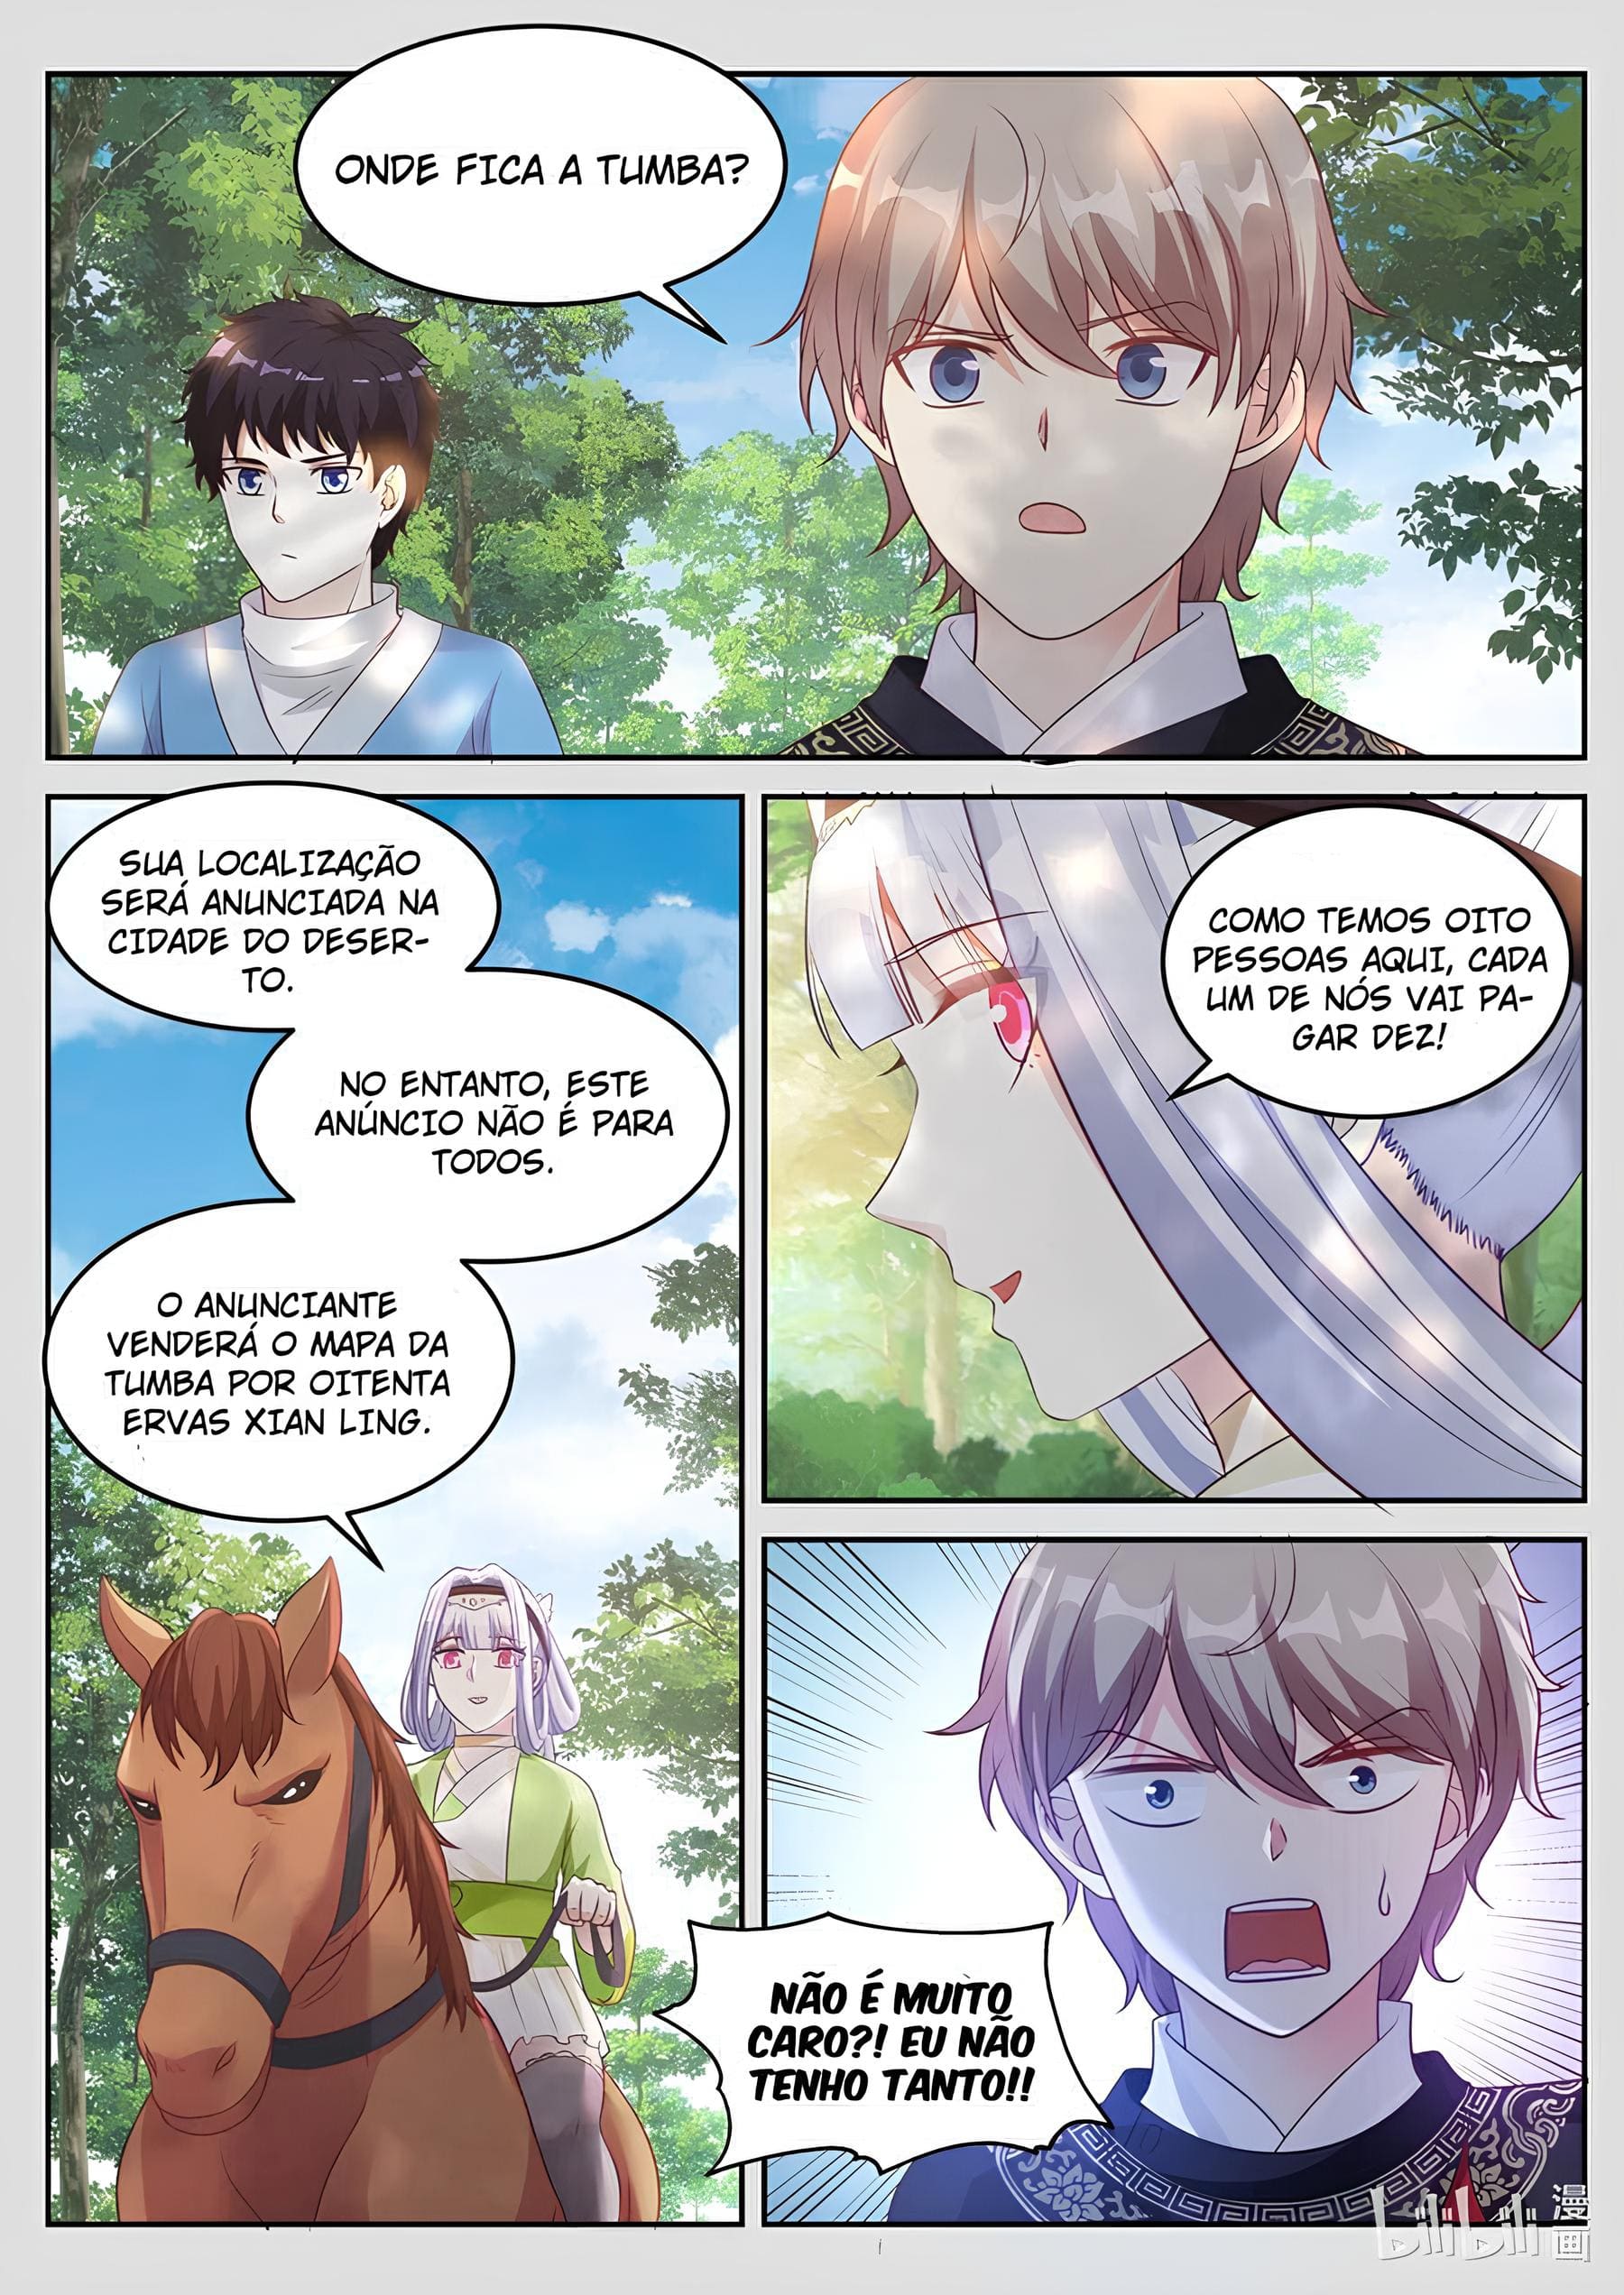 ONDE FICA A TUMBA?
SUA LOCALIZAÇÃO
SERÁ ANUNCIADA NA
CIDADE DO DESER-
TO.
NO ENTANTO, ESTE
ANÚNCIO NÃO É PARA
TODOS.
O ANUNCIANTE
VENDERÁ O MAPA DA
TUMBA POR OITENTA
ERVAS XIAN LING.
COMO TEMOS OITO
PESSOAS AQUI, CADA
UM DE NÓS VAI PA-
GAR DEZ!
NÃO É MUITO
CARO?! EU NÃO
TENHO TANTO!!
bilibili 漫画